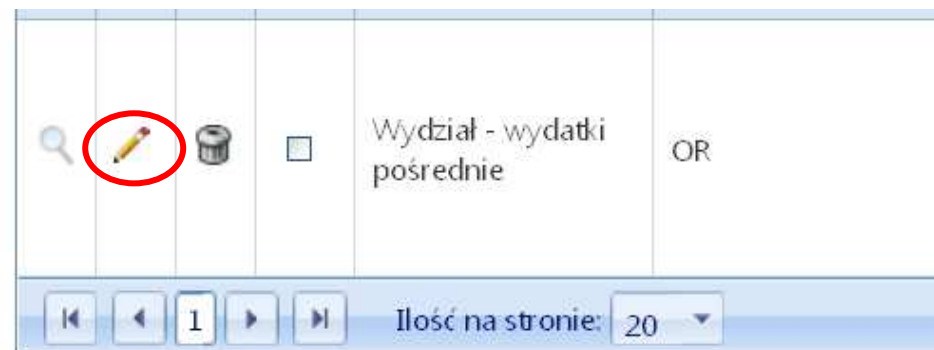 Wydział - wydatki
pośrednie
OR
1
Ilość na stronie: 20